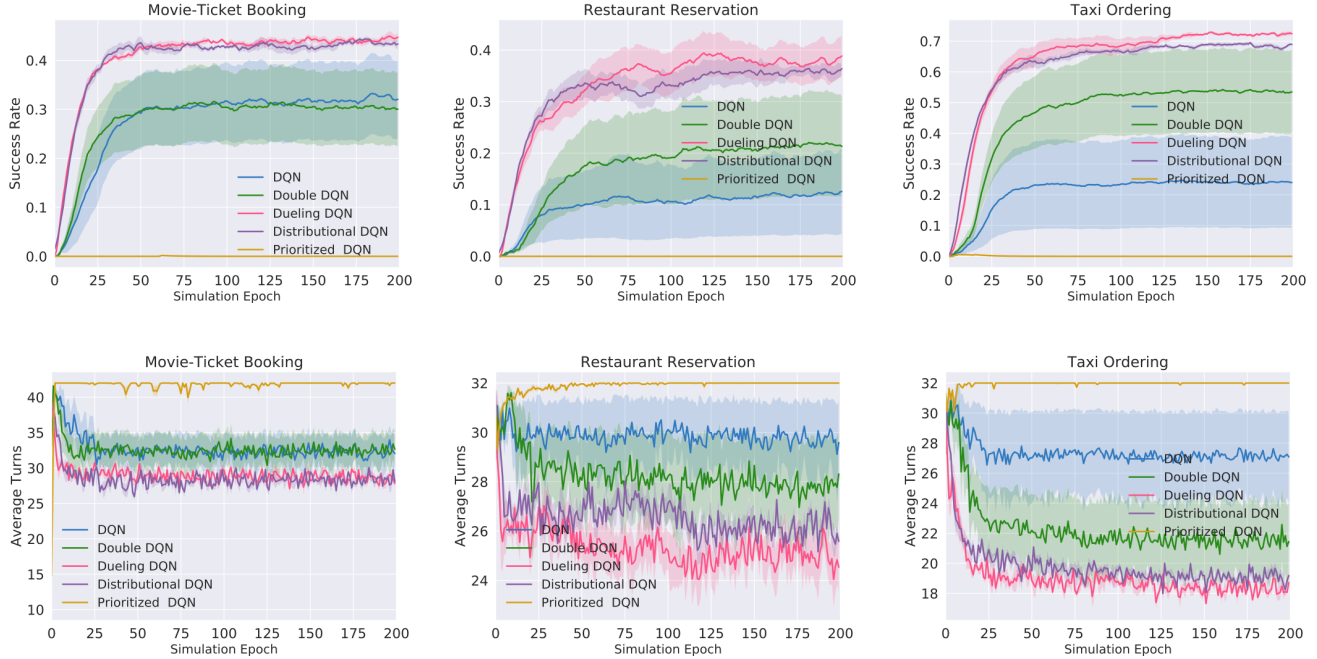 Movie-Ticket Booking
Success Rate
0.4
0.3
0.2
0.1
0.0
DQN
Double DQN
Dueling DQN
Distributional DQN
Prioritized DQN
0 25 50 75 100 125 150 175 200
Simulation Epoch
Restaurant Reservation
Success Rate
0.4
0.3
0.2
0.1
0.0
DQN
Double DQN
Dueling DQN
Distributional DQN
Prioritized DQN
0 25 50 75 100 125 150 175 200
Simulation Epoch
Taxi Ordering
Success Rate
0.7
0.6
0.5
0.4
0.3
0.2
0.1
0.0
DQN
Double DQN
Dueling DQN
Distributional DQN
Prioritized DQN
0 25 50 75 100 125 150 175 200
Simulation Epoch
Movie-Ticket Booking
Average Turns
40
35
30
25
20
15
10
DQN
Double DQN
Dueling DQN
Distributional DQN
Prioritized DQN
0 25 50 75 100 125 150 175 200
Simulation Epoch
Restaurant Reservation
Average Turns
32
30
28
26
24
DQN
Double DQN
Dueling DQN
Distributional DQN
Prioritized DQN
0 25 50 75 100 125 150 175 200
Simulation Epoch
Taxi Ordering
Average Turns
32
30
28
26
24
22
20
18
DQN
Double DQN
Dueling DQN
Distributional DQN
Prioritized DQN
0 25 50 75 100 125 150 175 200
Simulation Epoch